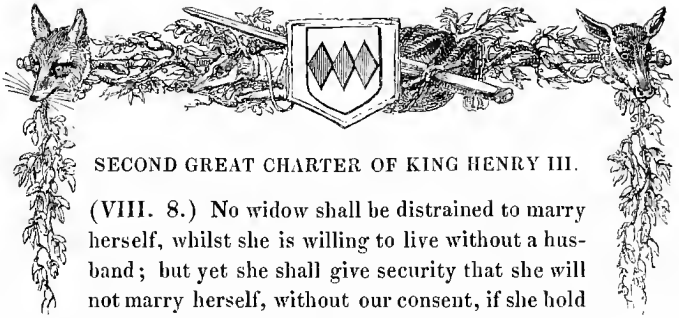 SECOND GREAT CHARTER OF KING HENRY III.
(VIII. 8.) No widow shall be distrained to marry
herself, whilst she is willing to live without a hus-
band; but yet she shall give security that she will
not marry herself, without our consent, if she hold